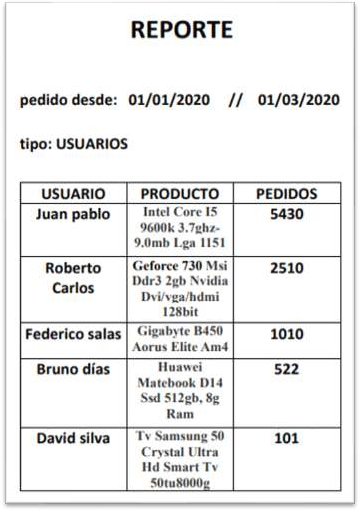 REPORTE
pedido desde: 01/01/2020 // 01/03/2020
tipo: USUARIOS
USUARIO PRODUCTO PEDIDOS
Juan pablo Intel Core I5 5430
9600k 3.7ghz-
9.0mb Lga 1151
Roberto Geforce 730 Msi 2510
Carlos Ddr3 2gb Nvidia
Dvi/vga/hdmi
128bit
Federico salas Gigabyte B450 1010
Aorus Elite Am4
Bruno días Huawei 522
Matebook D14
Ssd 512gb, 8g
Ram
David silva Tv Samsung 50 101
Crystal Ultra
Hd Smart Tv
50tu8000g